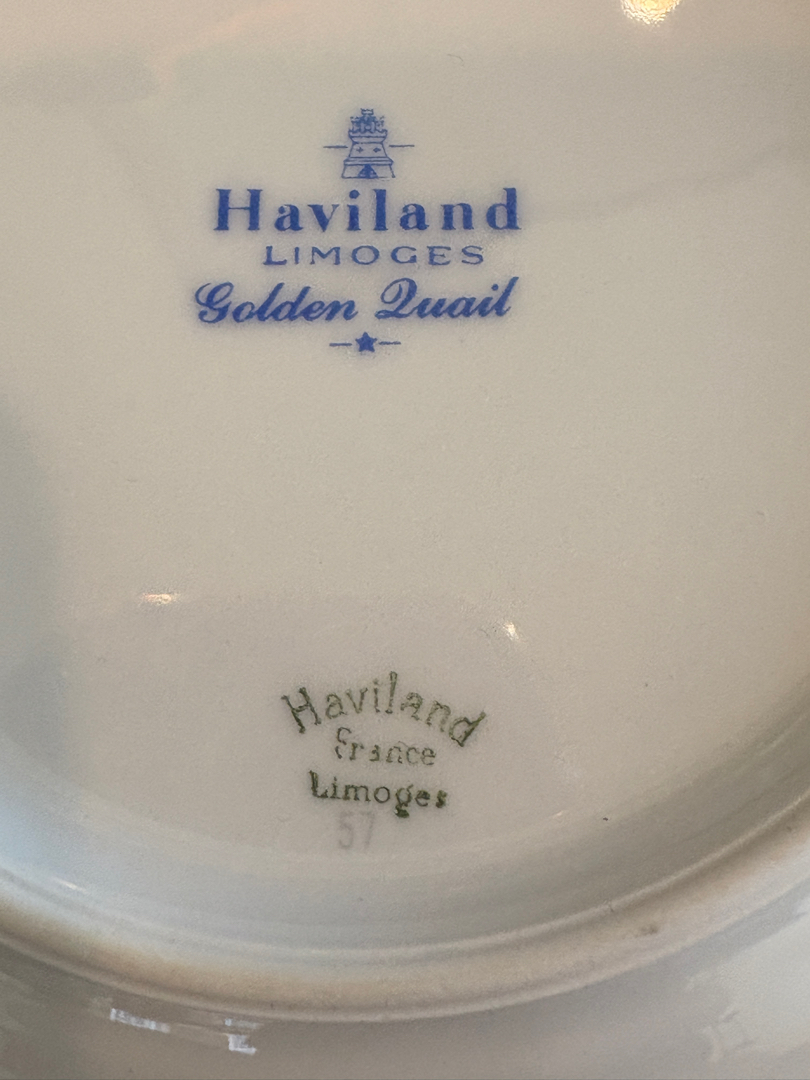 Haviland
LIMOGES
Golden Quail
Haviland
France
Limoges
57